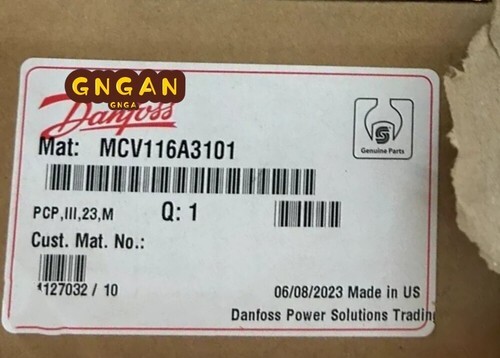 GNGAN
GNGA
Danfoss
Genuine Parts
Mat: MCV116A3101
PCP,III,23,M Q: 1
Cust. Mat. No.:
*127032 / 10
06/08/2023 Made in US
Danfoss Power Solutions Trading